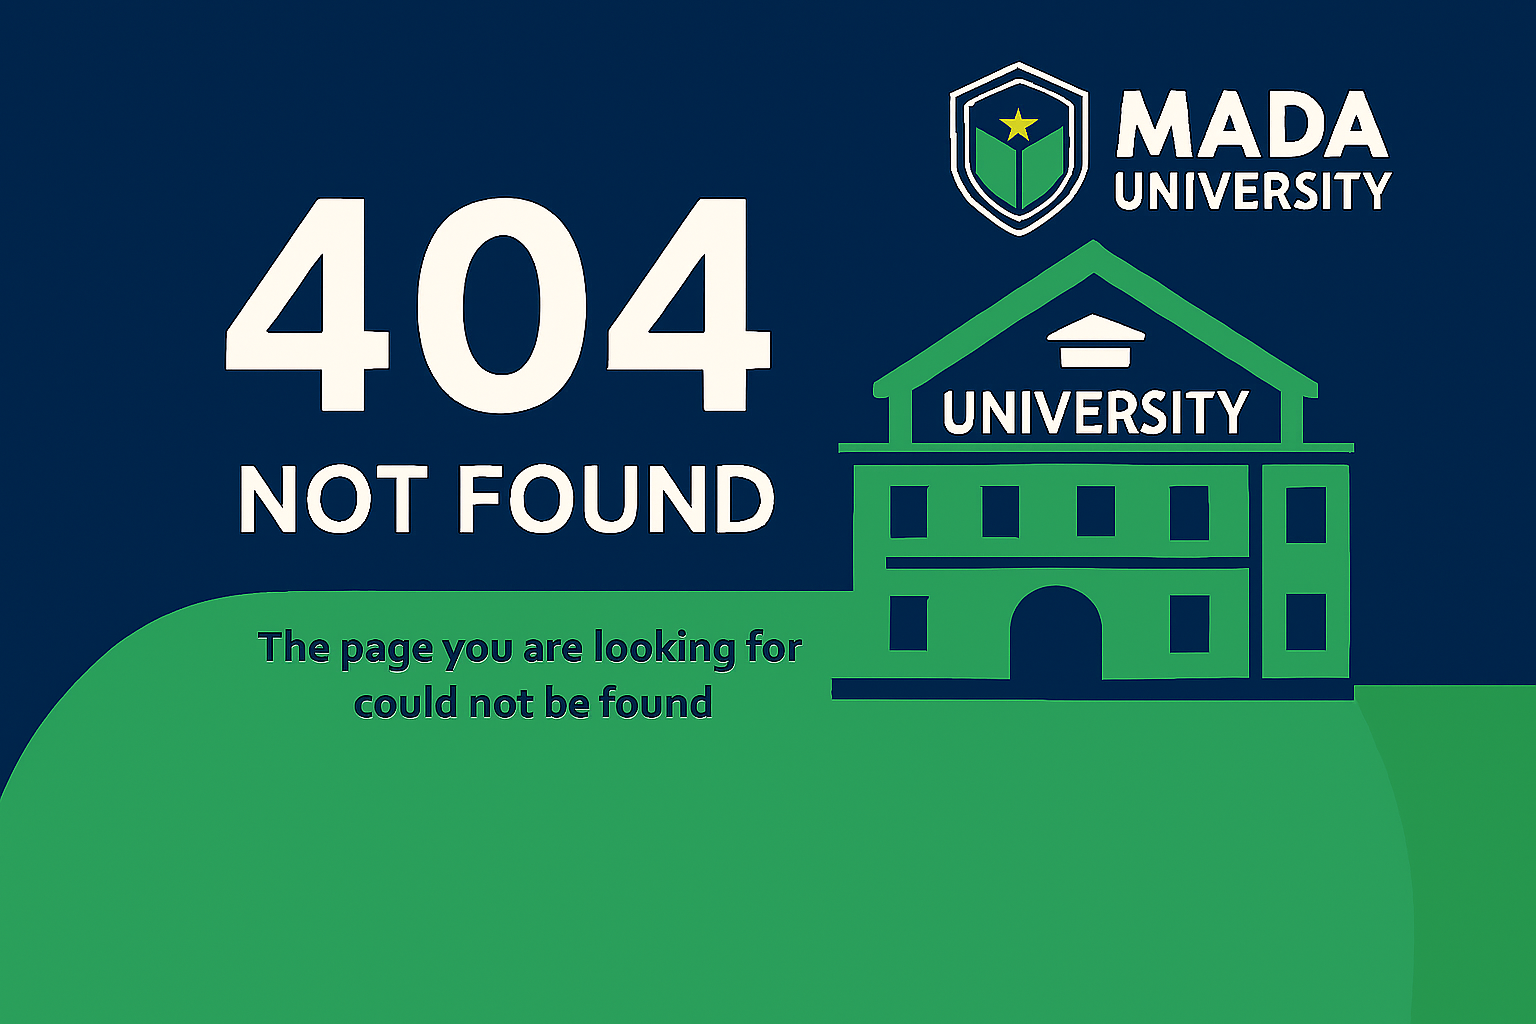 MADA
UNIVERSITY
404
NOT FOUND
UNIVERSITY
The page you are looking for
could not be found